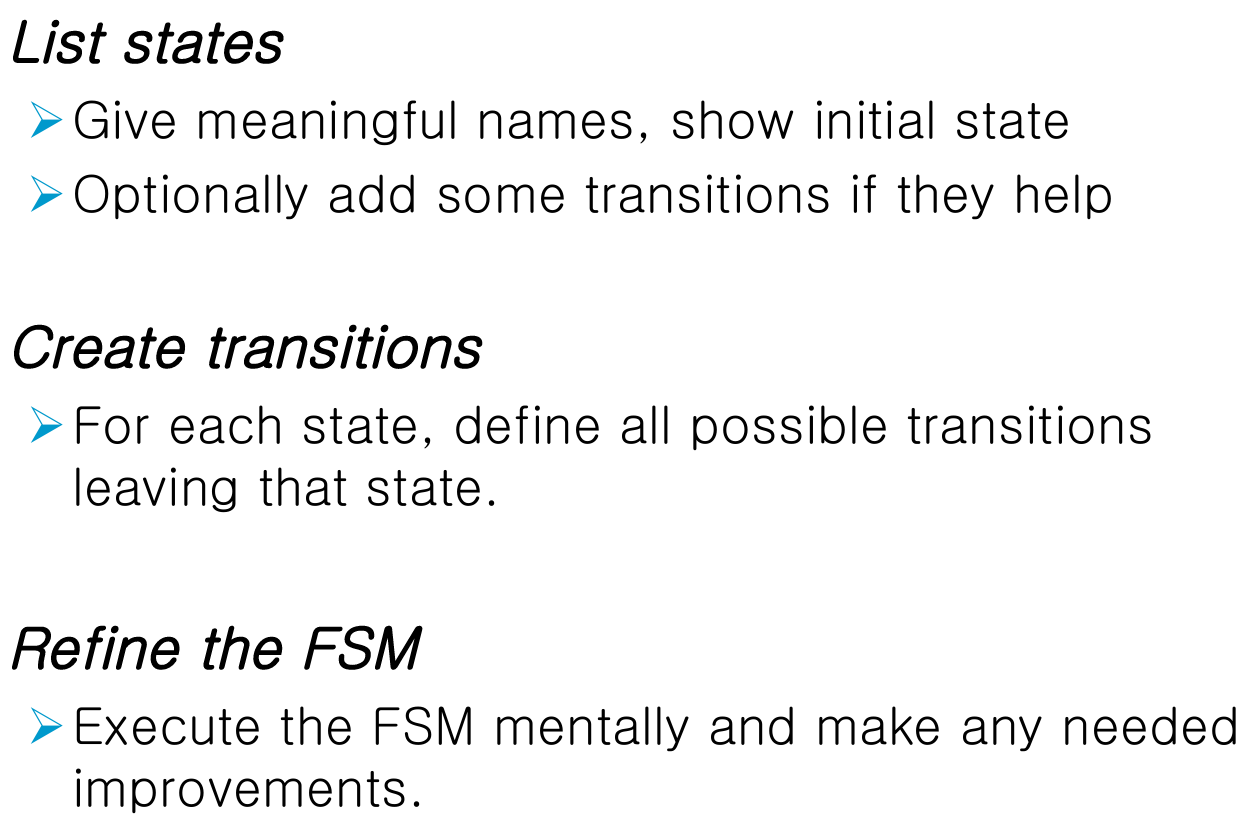 List states
➢ Give meaningful names, show initial state
➢ Optionally add some transitions if they help
Create transitions
➢ For each state, define all possible transitions
leaving that state.
Refine the FSM
➢ Execute the FSM mentally and make any needed
improvements.